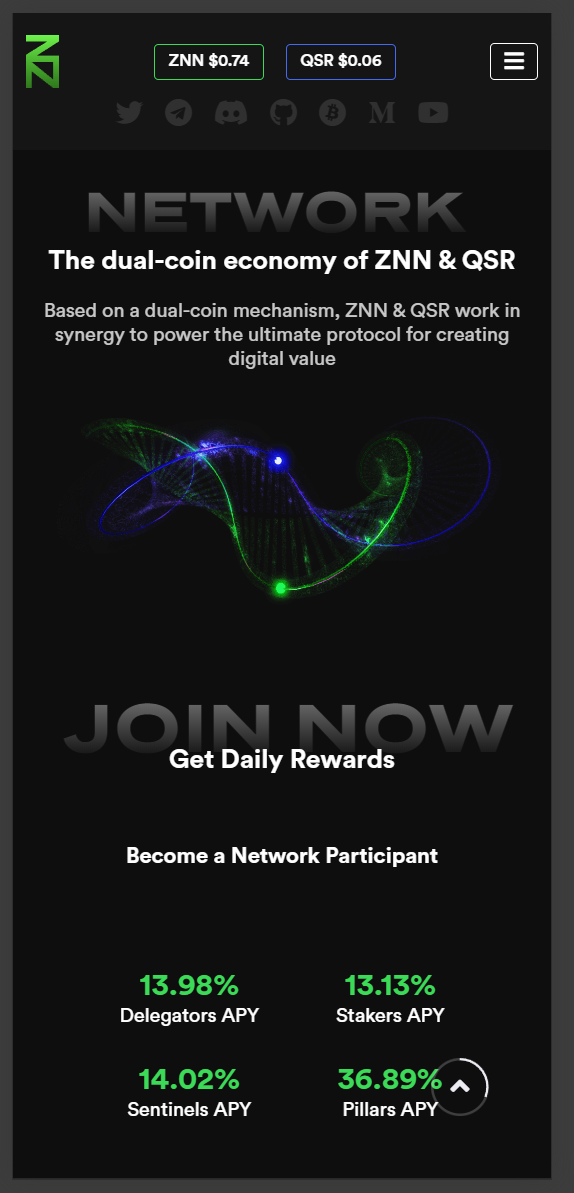 ZNN $0.74
QSR $0.06
NETWORK
The dual-coin economy of ZNN & QSR
Based on a dual-coin mechanism, ZNN & QSR work in
synergy to power the ultimate protocol for creating
digital value
JOIN NOW
Get Daily Rewards
Become a Network Participant
13.98%
Delegators APY
13.13%
Stakers APY
14.02%
Sentinels APY
36.89%
Pillars APY